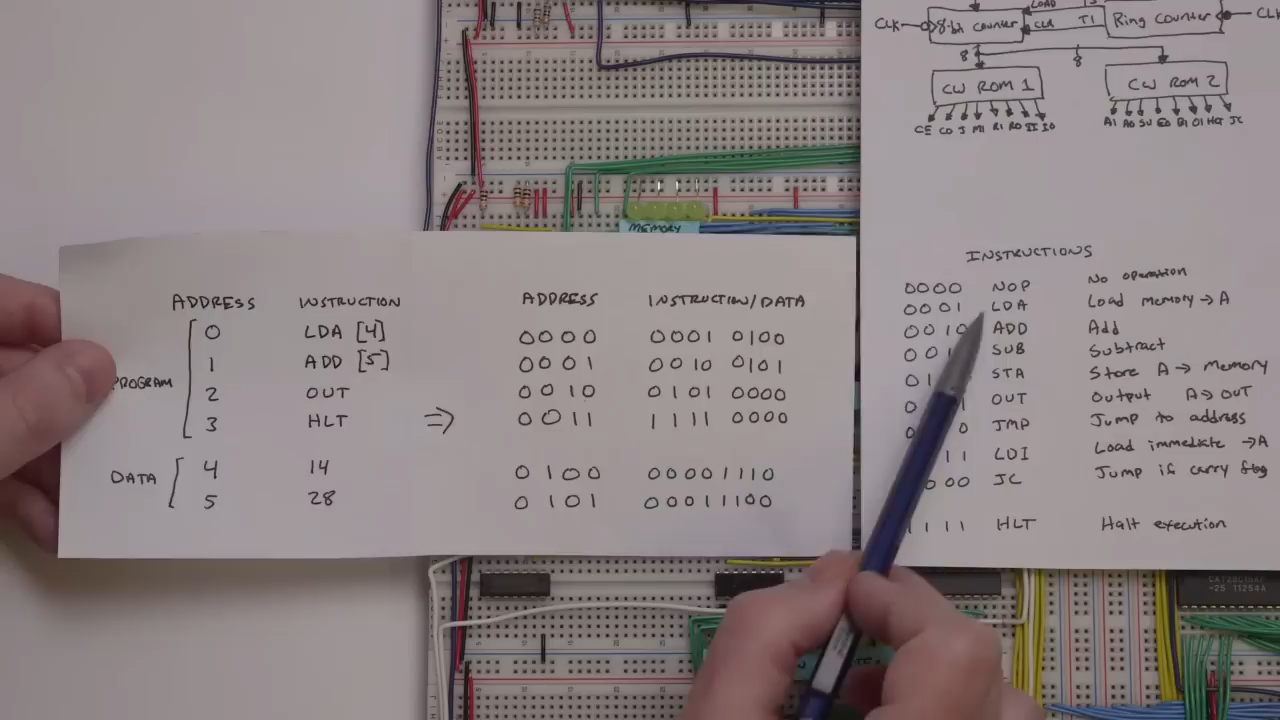 LOAD
CLK
8-bit counter
CLR T1
Ring Counter
8
8
CW ROM 1
CW ROM 2
CE CO J MI RI RO II IO
AI AO SU EO BI OI HLT JC
MEMORY
ADDRESS INSTRUCTION
PROGRAM
0 LDA [4]
1 ADD [5]
2 OUT
3 HLT
DATA
4 14
5 28
⇒
ADDRESS INSTRUCTION/DATA
0000 0001 0100
0001 0010 0101
0010 0101 0000
0011 1111 0000
0100 00001110
0101 00011100
INSTRUCTIONS
0000 NOP No operation
0001 LDA Load memory → A
0010 ADD Add
SUB Subtract
STA Store A → Memory
OUT Output A → OUT
JMP Jump to address
LDI Load immediate → A
JC Jump if carry flag
HLT Halt execution